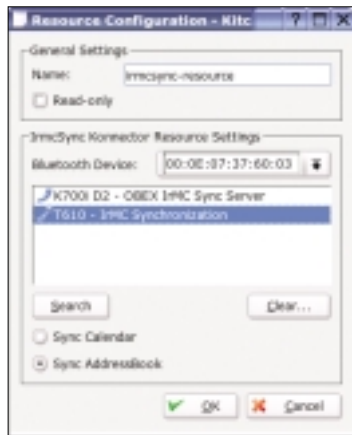 Resource Configuration - Kitc
General Settings
Name: irmcsync-resource
Read-only
IrmcSync Konnector Resource Settings
Bluetooth Device: 00:0E:07:37:60:03
K700i D2 - OBEX IrMC Sync Server
T610 - IrMC Synchronization
Search Clear...
Sync Calendar
Sync AddressBook
OK Cancel